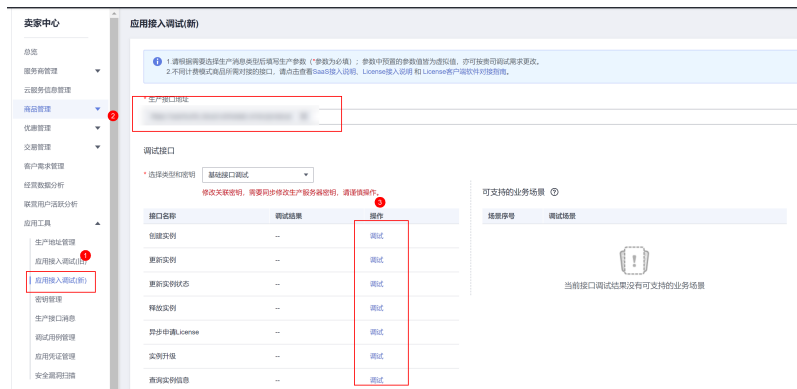 卖家中心
应用接入调试(新)
总览
服务商管理
云服务信息管理
商品管理
优惠管理
交易管理
客户需求管理
经营数据分析
联营用户活跃分析
应用工具
生产地址管理
应用接入调试(旧)
应用接入调试(新)
密钥管理
生产接口消息
调试用例管理
应用凭证管理
安全漏洞扫描
1
2
3
1.请根据需要选择生产消息类型后填写生产参数（*参数为必填）；参数中预置的参数值皆为虚拟值，亦可按贵司调试需求更改。
2.不同计费模式商品所需对接的接口，请点击查看SaaS接入说明、License接入说明 和 License客户端软件对接指南。
* 生产接口地址
调试接口
* 选择类型和密钥 基础接口调试
修改关联密钥，需要同步修改生产服务器密钥，请谨慎操作。
接口名称 调试结果 操作
创建实例 -- 调试
更新实例 -- 调试
更新实例状态 -- 调试
释放实例 -- 调试
异步申请License -- 调试
实例升级 -- 调试
查询实例信息 -- 调试
可支持的业务场景
场景序号 调试场景
当前接口调试结果没有可支持的业务场景